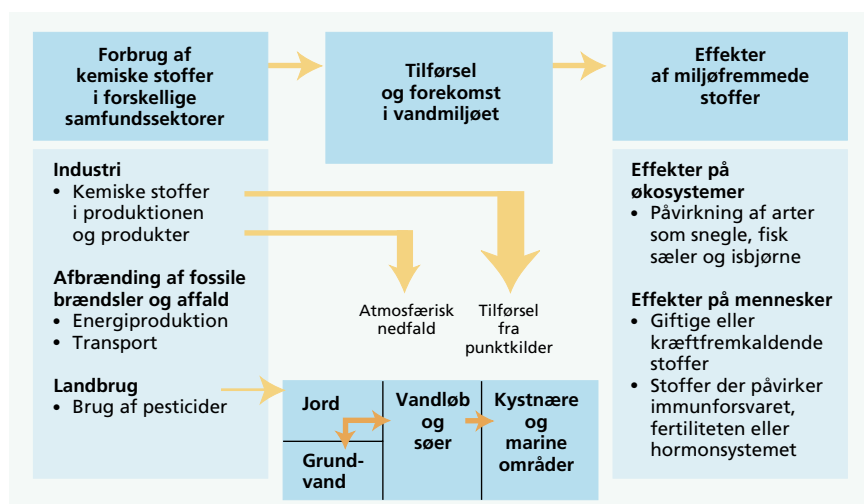 Forbrug af
kemiske stoffer
i forskellige
samfundssektorer
Tilførsel
og forekomst
i vandmiljøet
Effekter
af miljøfremmede
stoffer
Industri
• Kemiske stoffer
i produktionen
og produkter
Afbrænding af fossile
brændsler og affald
• Energiproduktion
• Transport
Landbrug
• Brug af pesticider
Atmosfærisk
nedfald
Tilførsel
fra
punktkilder
Jord
Grund-
vand
Vandløb
og
søer
Kystnære
og
marine
områder
Effekter på
økosystemer
• Påvirkning af arter
som snegle, fisk
sæler og isbjørne
Effekter på mennesker
• Giftige eller
kræftfremkaldende
stoffer
• Stoffer der påvirker
immunforsvaret,
fertiliteten eller
hormonsystemet